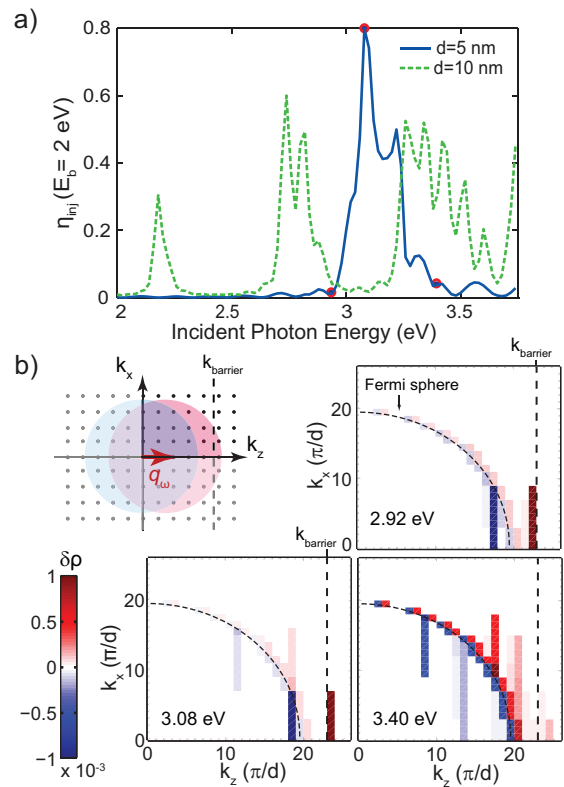 a)
η_inj (E_b = 2 eV)
0.8
0.6
0.4
0.2
0
d=5 nm
d=10 nm
2 2.5 3 3.5
Incident Photon Energy (eV)
b)
k_x
k_barrier
k_z
q_ω
k_barrier
Fermi sphere
k_x (π/d)
20
10
0
2.92 eV
δρ
1
0.5
0
−0.5
−1
x 10⁻³
k_barrier
k_x (π/d)
20
10
0
3.08 eV
0 10 20
k_z (π/d)
3.40 eV
0 10 20
k_z (π/d)